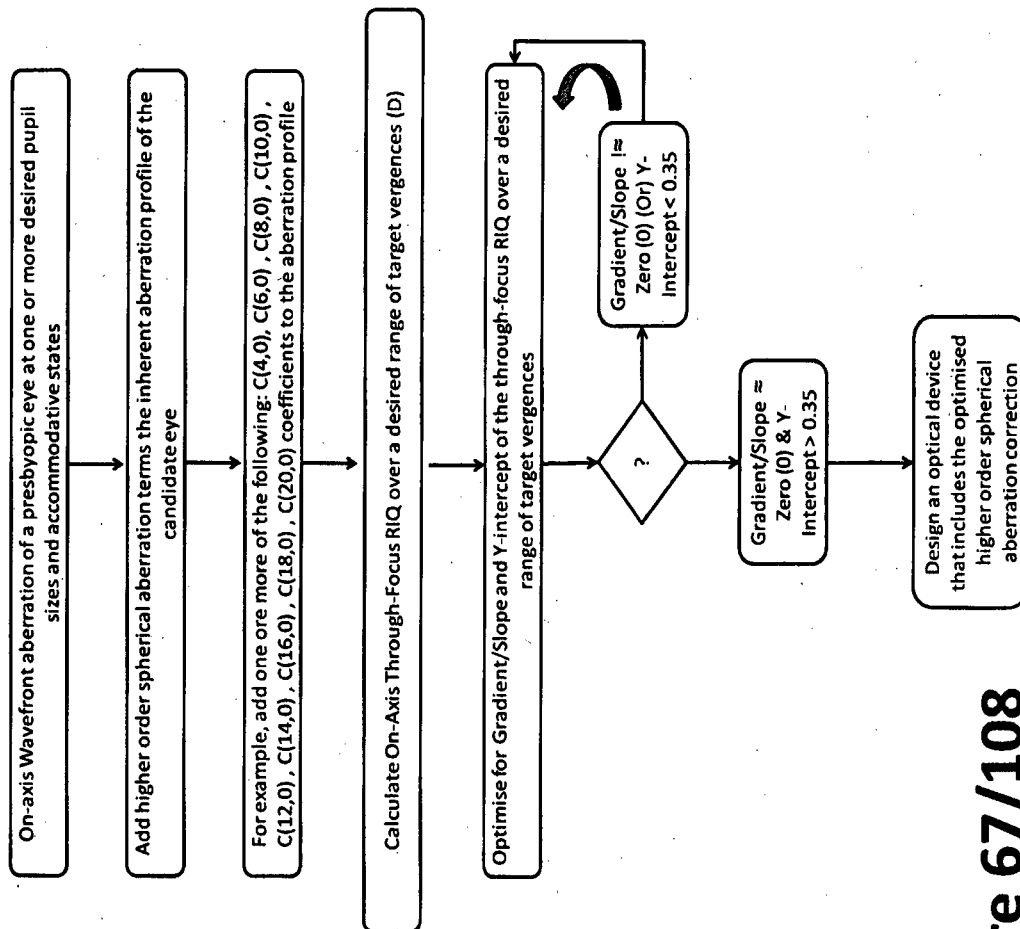 On-axis Wavefront aberration of a presbyopic eye at one or more desired pupil
sizes and accommodative states
Add higher order spherical aberration terms the inherent aberration profile of the
candidate eye
For example, add one ore more of the following: C(4,0), C(6,0) , C(8,0) , C(10,0) ,
C(12,0) , C(14,0) , C(16,0) , C(18,0) , C(20,0) coefficients to the aberration profile
Calculate On-Axis Through-Focus RIQ over a desired range of target vergences (D)
Optimise for Gradient/Slope and Y-intercept of the through-focus RIQ over a desired
range of target vergences
?
Gradient/Slope !=
Zero (0) (Or) Y-
Intercept < 0.35
Gradient/Slope ≈
Zero (0) & Y-
Intercept > 0.35
Design an optical device
that includes the optimised
higher order spherical
aberration correction
re 67/108